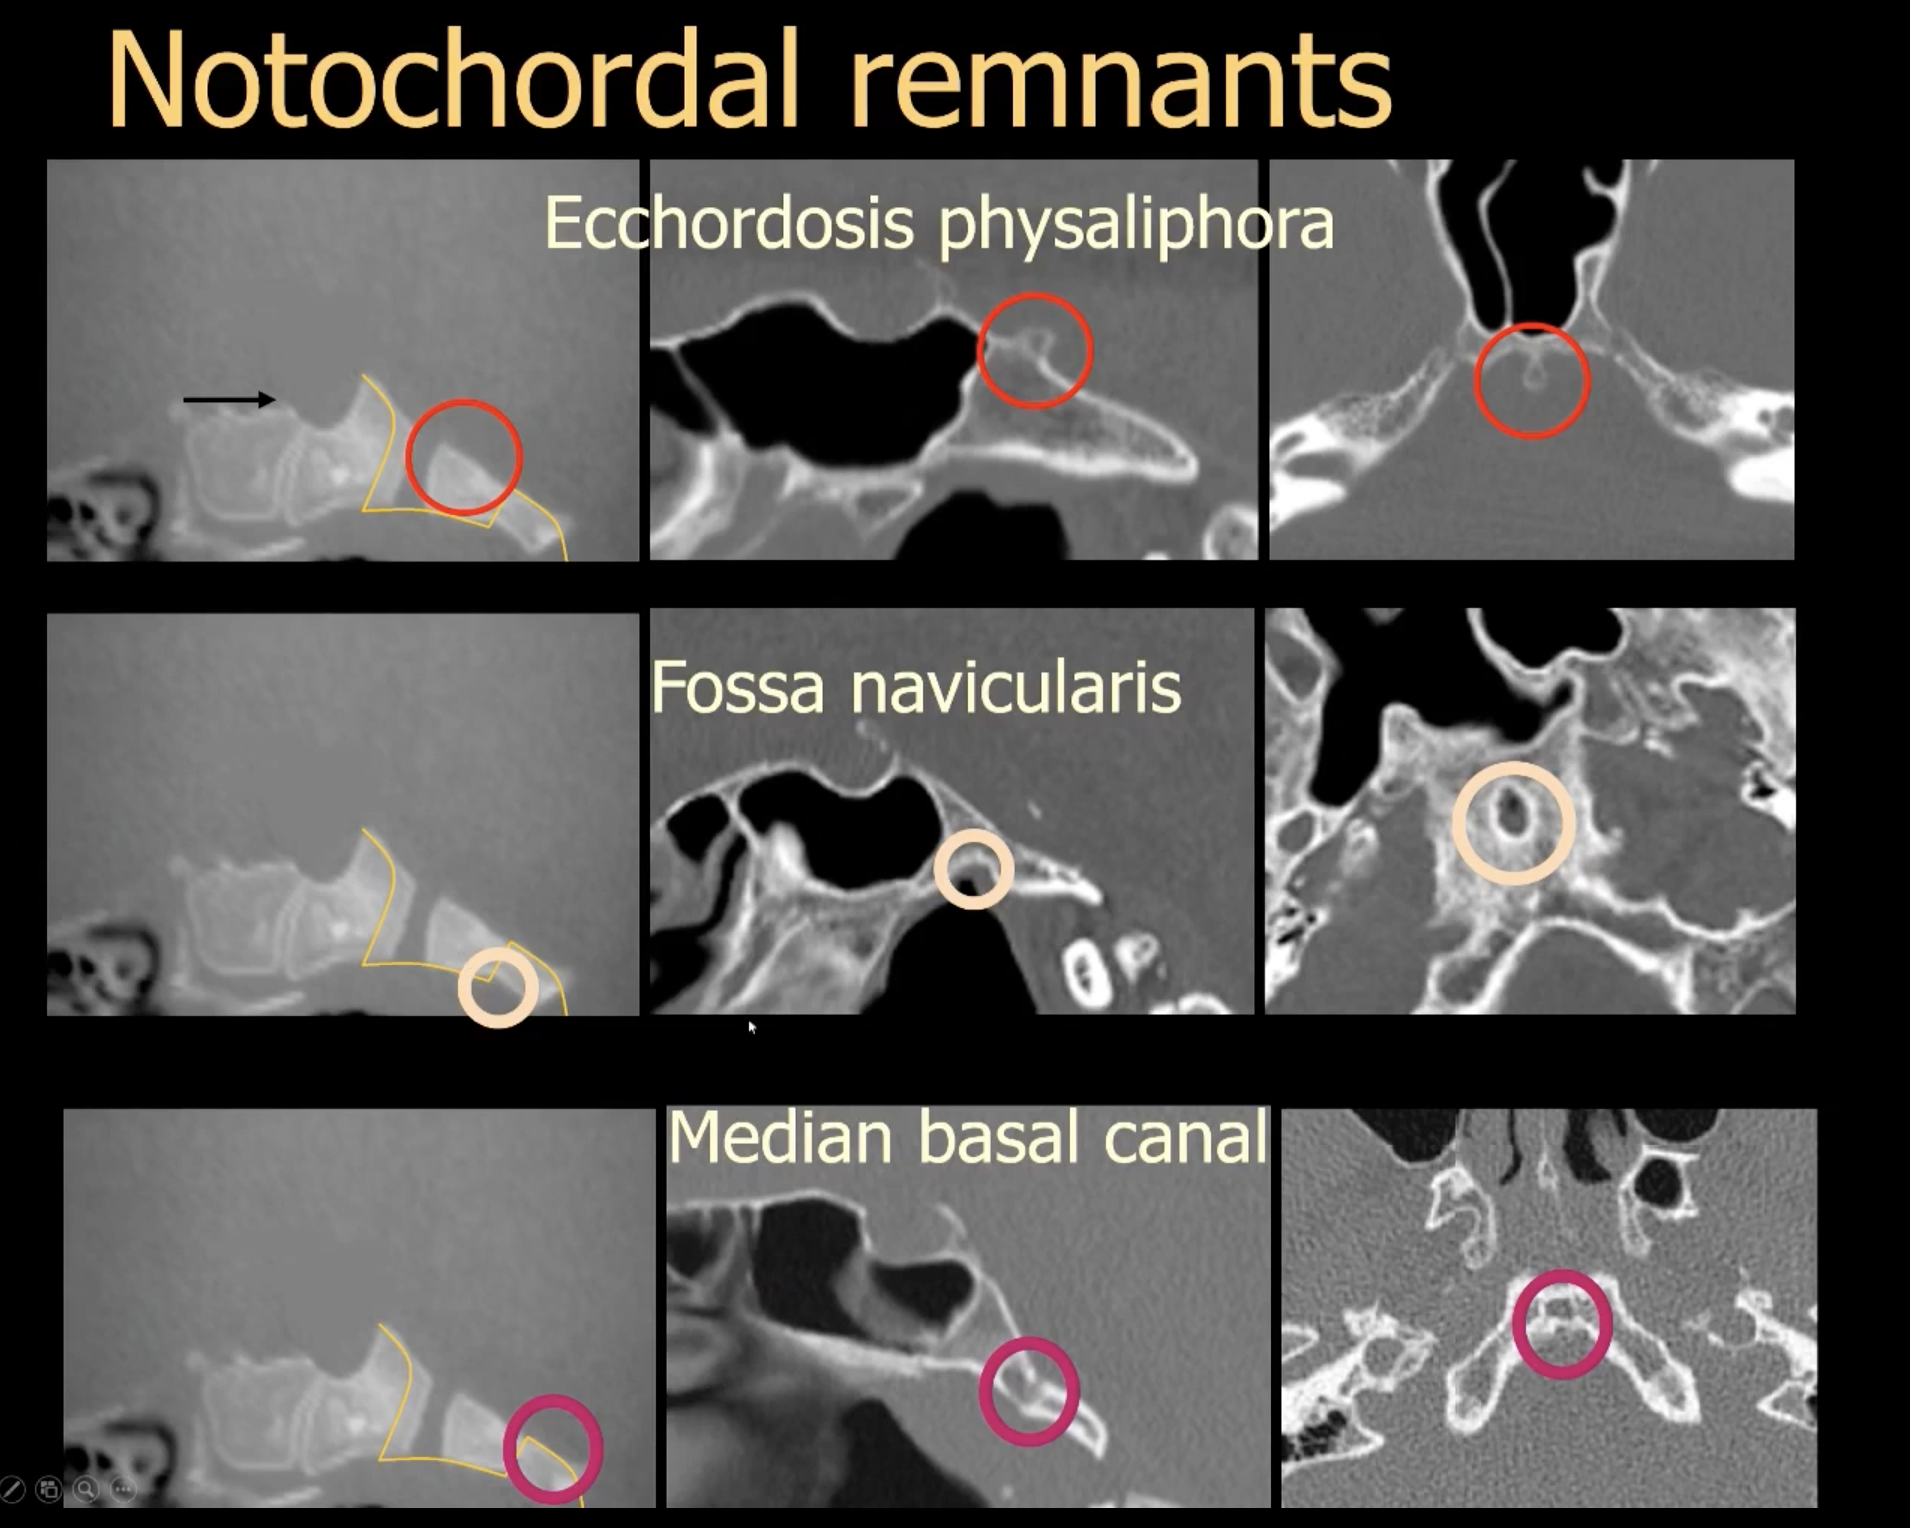 Notochordal remnants
Ecchordosis physaliphora
Fossa navicularis
Median basal canal